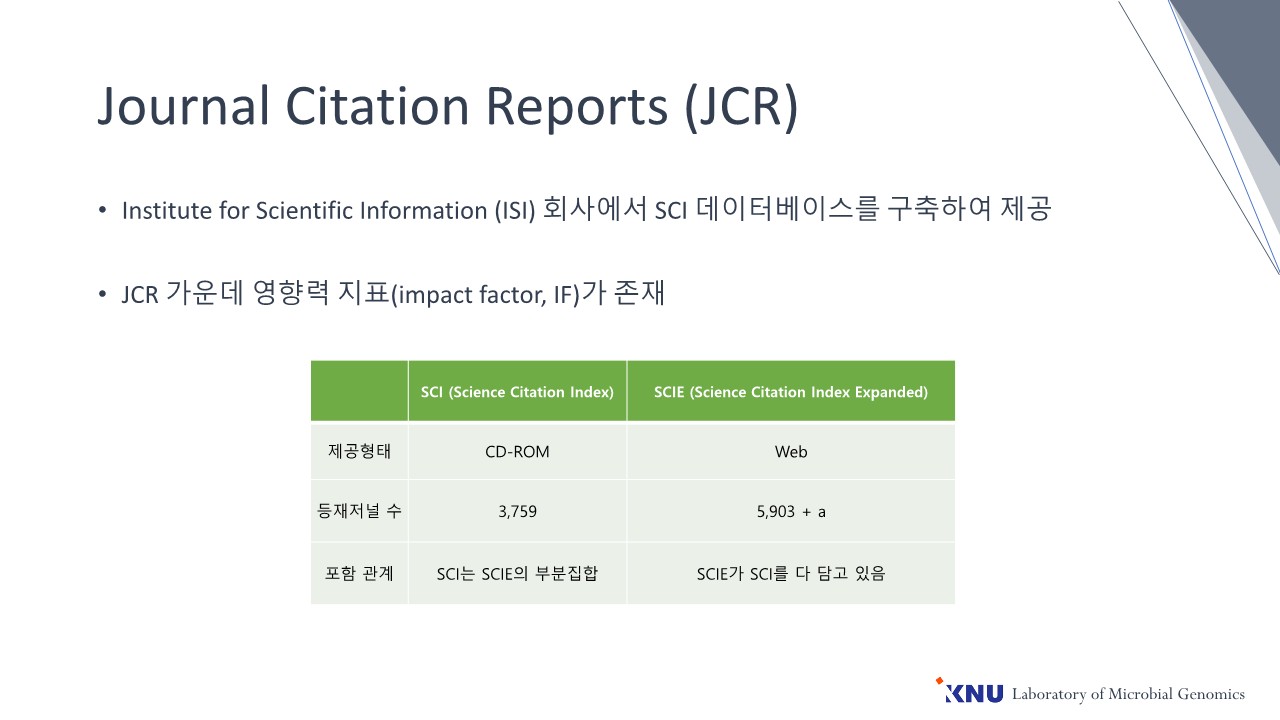 Journal Citation Reports (JCR)
• Institute for Scientific Information (ISI) 회사에서 SCI 데이터베이스를 구축하여 제공
• JCR 가운데 영향력 지표(impact factor, IF)가 존재
SCI (Science Citation Index) SCIE (Science Citation Index Expanded)
제공형태 CD-ROM Web
등재저널 수 3,759 5,903 + a
포함 관계 SCI는 SCIE의 부분집합 SCIE가 SCI를 다 담고 있음
KNU Laboratory of Microbial Genomics